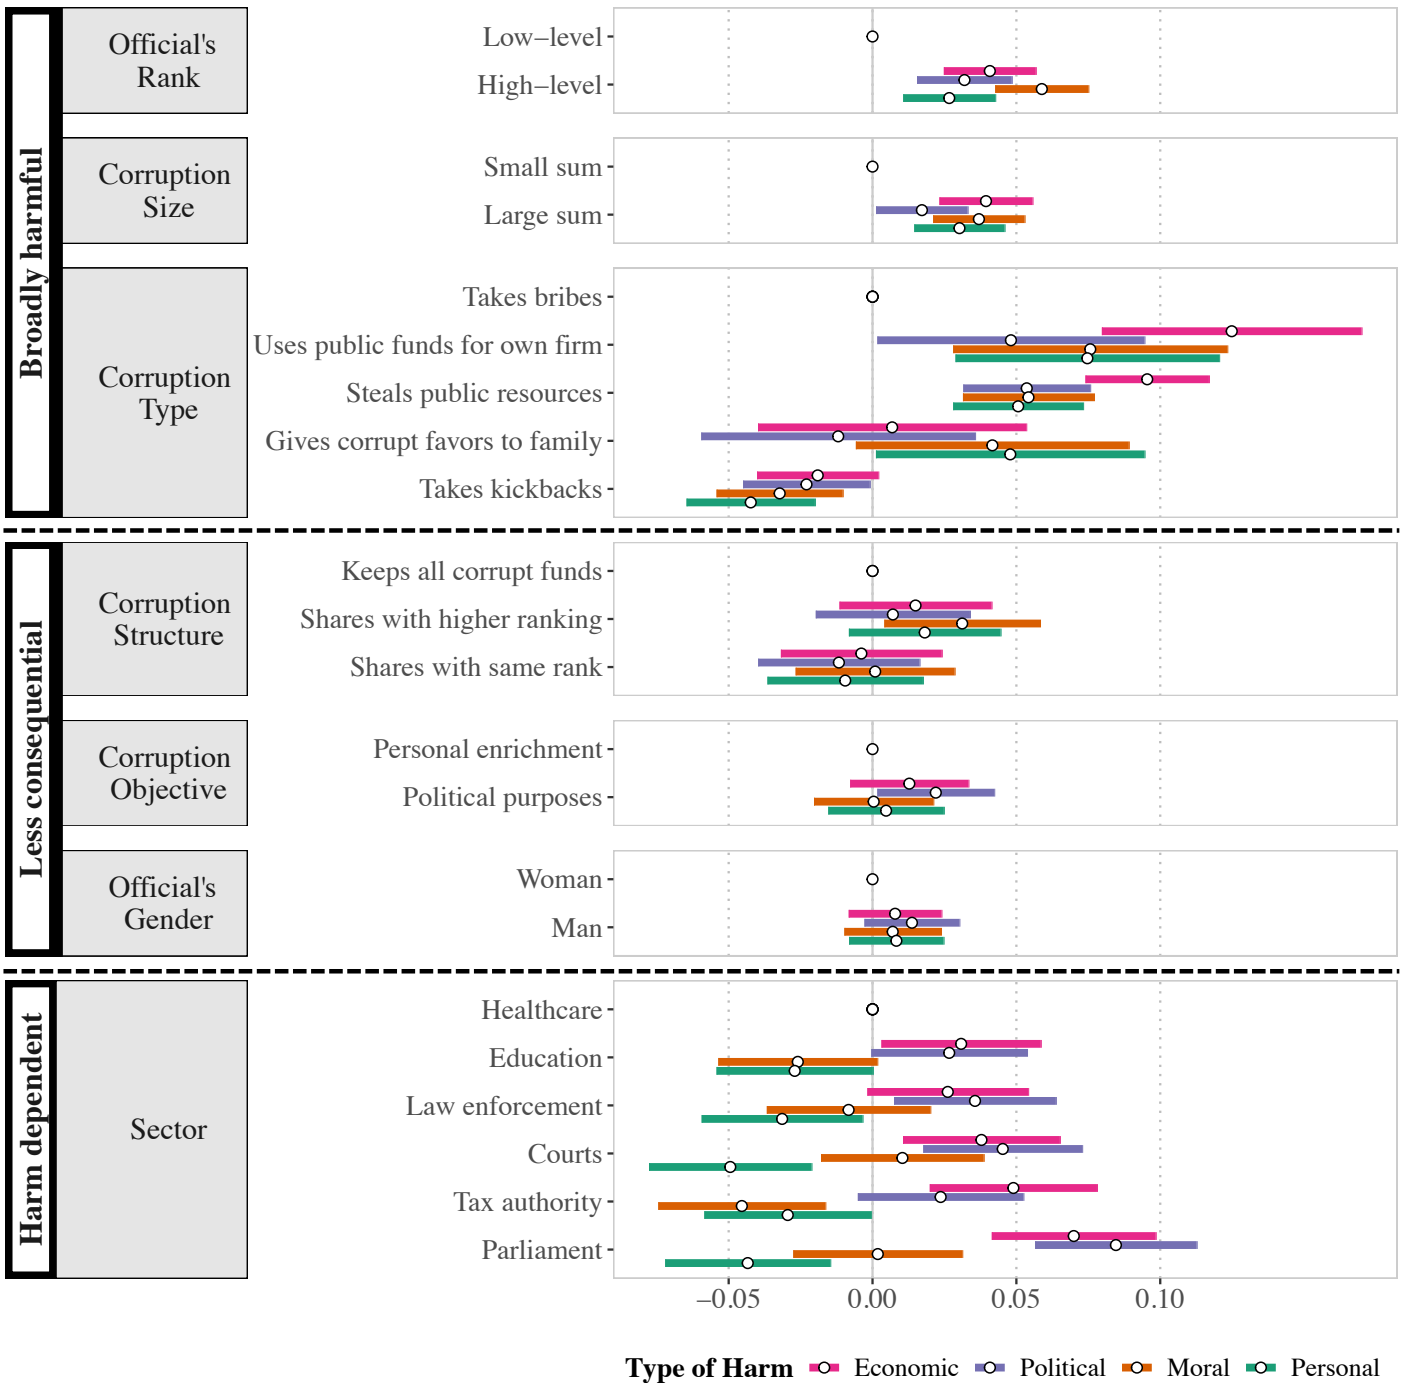 Broadly harmful
Official's
Rank
Low−level
High−level
Corruption
Size
Small sum
Large sum
Corruption
Type
Takes bribes
Uses public funds for own firm
Steals public resources
Gives corrupt favors to family
Takes kickbacks
Less consequential
Corruption
Structure
Keeps all corrupt funds
Shares with higher ranking
Shares with same rank
Corruption
Objective
Personal enrichment
Political purposes
Official's
Gender
Woman
Man
Harm dependent
Sector
Healthcare
Education
Law enforcement
Courts
Tax authority
Parliament
−0.05 0.00 0.05 0.10
Type of Harm Economic Political Moral Personal